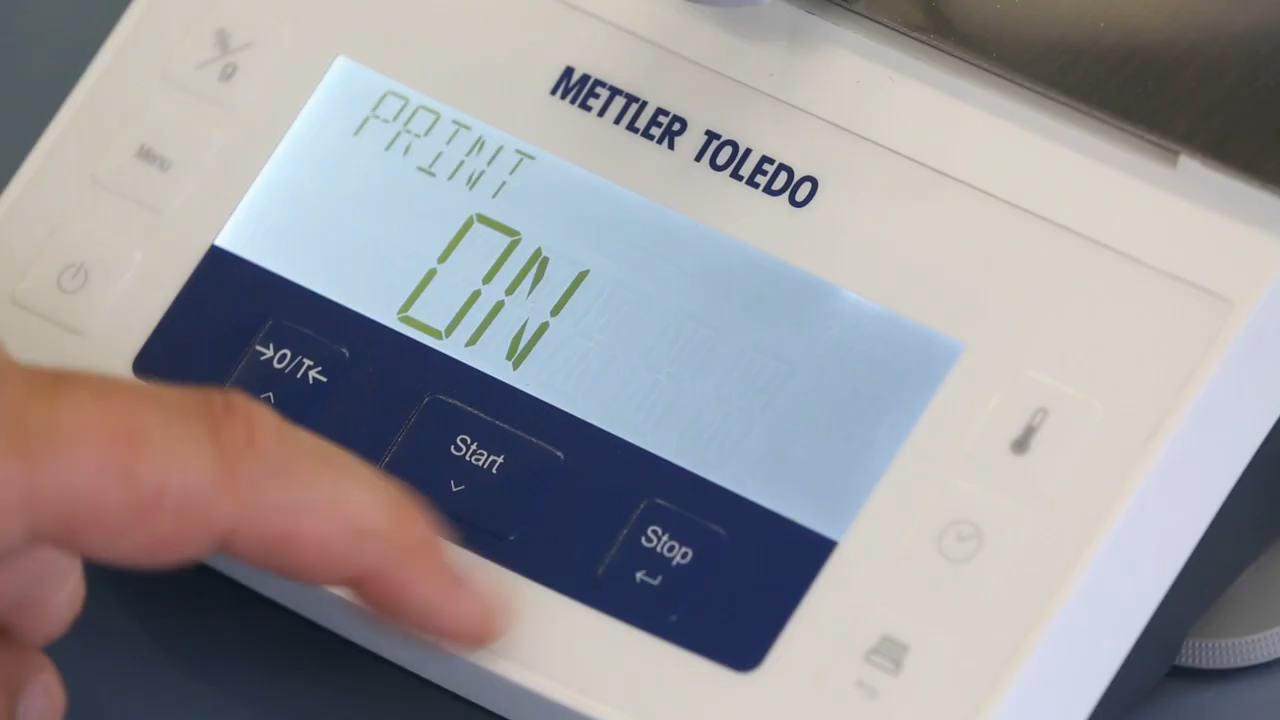 METTLER TOLEDO
PRINT
ON
%/g
Menu
→0/T←
Start
Stop